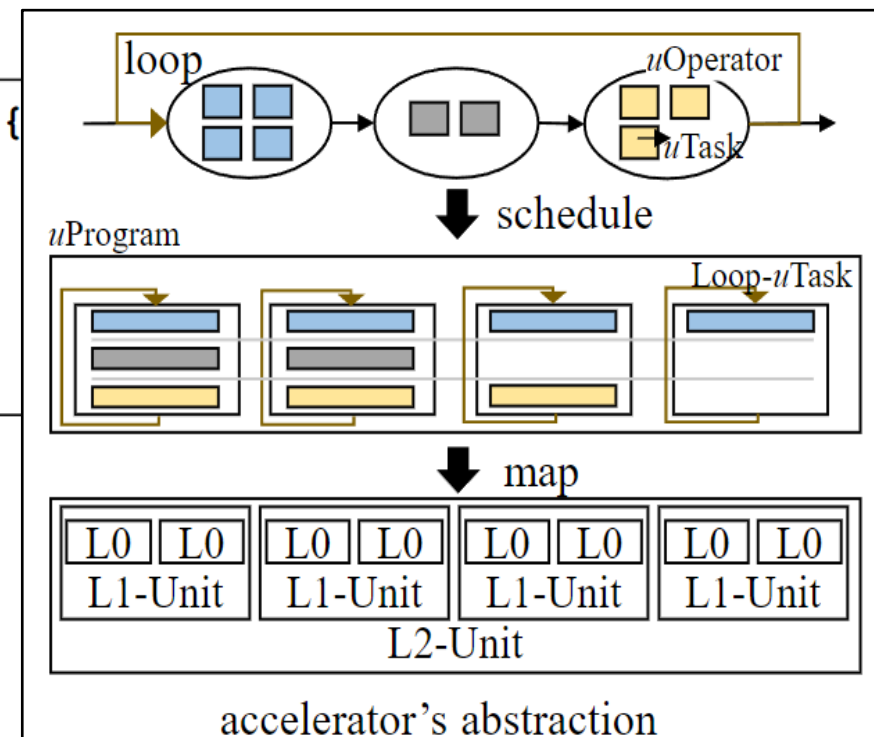 loop
uOperator
{
uTask
schedule
uProgram
Loop-uTask
map
L0 L0 L0 L0 L0 L0 L0 L0
L1-Unit L1-Unit L1-Unit L1-Unit
L2-Unit
accelerator’s abstraction